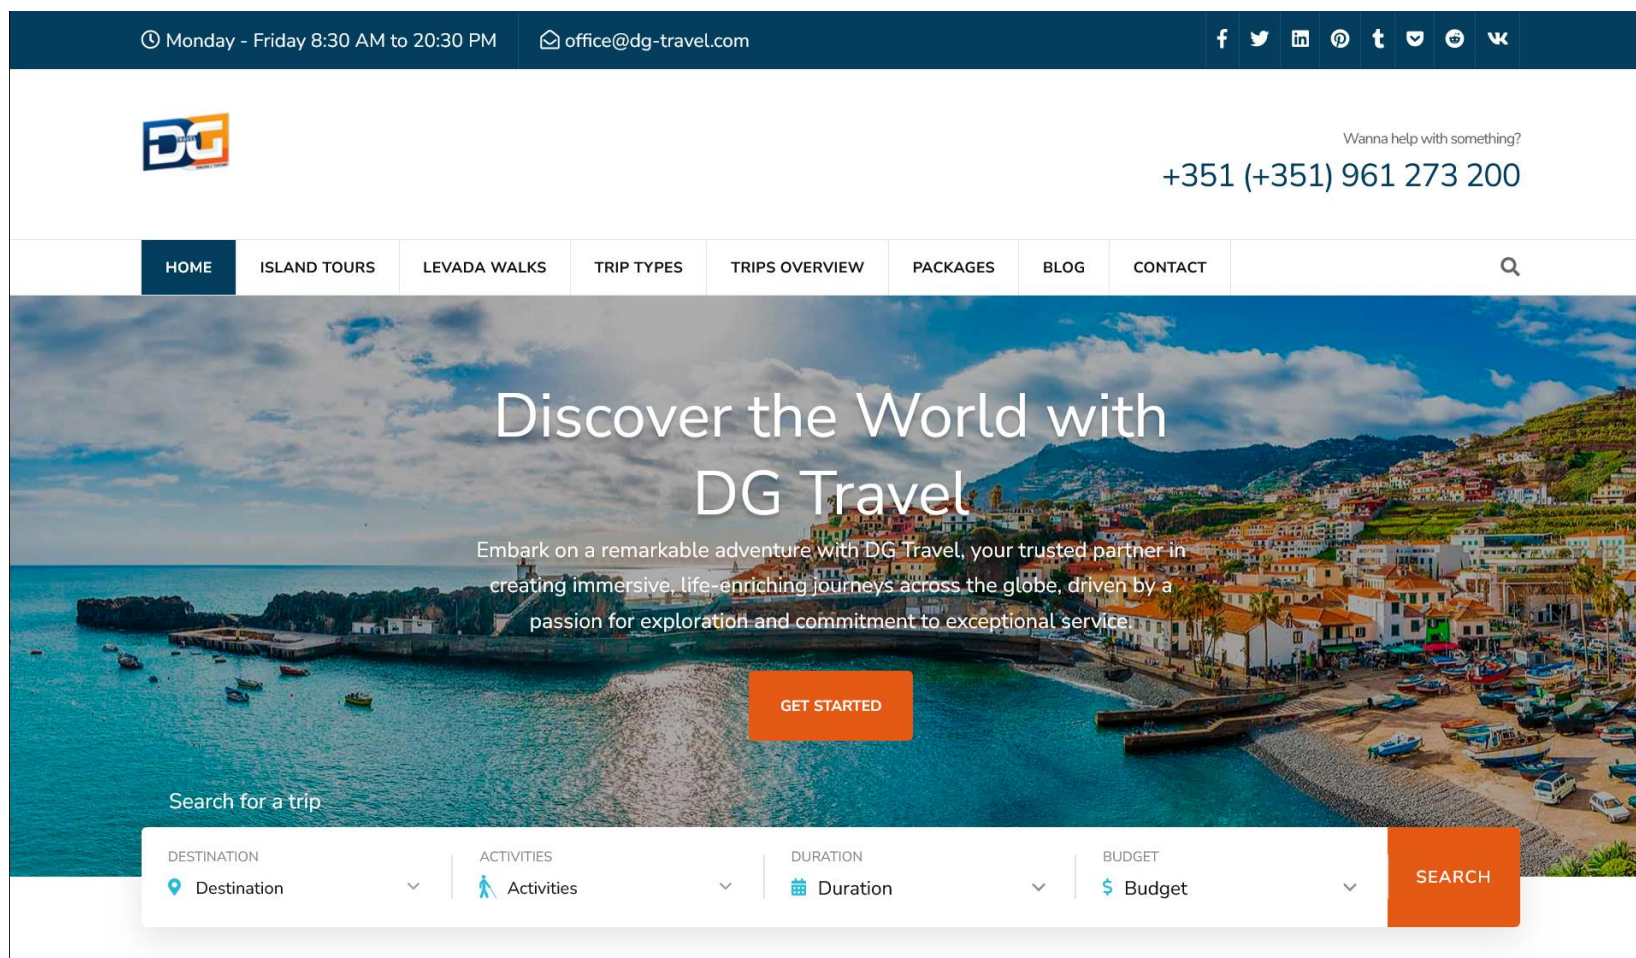 Monday - Friday 8:30 AM to 20:30 PM
office@dg-travel.com
DG
TRAVEL
Wanna help with something?
+351 (+351) 961 273 200
HOME
ISLAND TOURS
LEVADA WALKS
TRIP TYPES
TRIPS OVERVIEW
PACKAGES
BLOG
CONTACT
Discover the World with
DG Travel
Embark on a remarkable adventure with DG Travel, your trusted partner in
creating immersive, life-enriching journeys across the globe, driven by a
passion for exploration and commitment to exceptional service.
GET STARTED
Search for a trip
DESTINATION
Destination
ACTIVITIES
Activities
DURATION
Duration
BUDGET
$ Budget
SEARCH